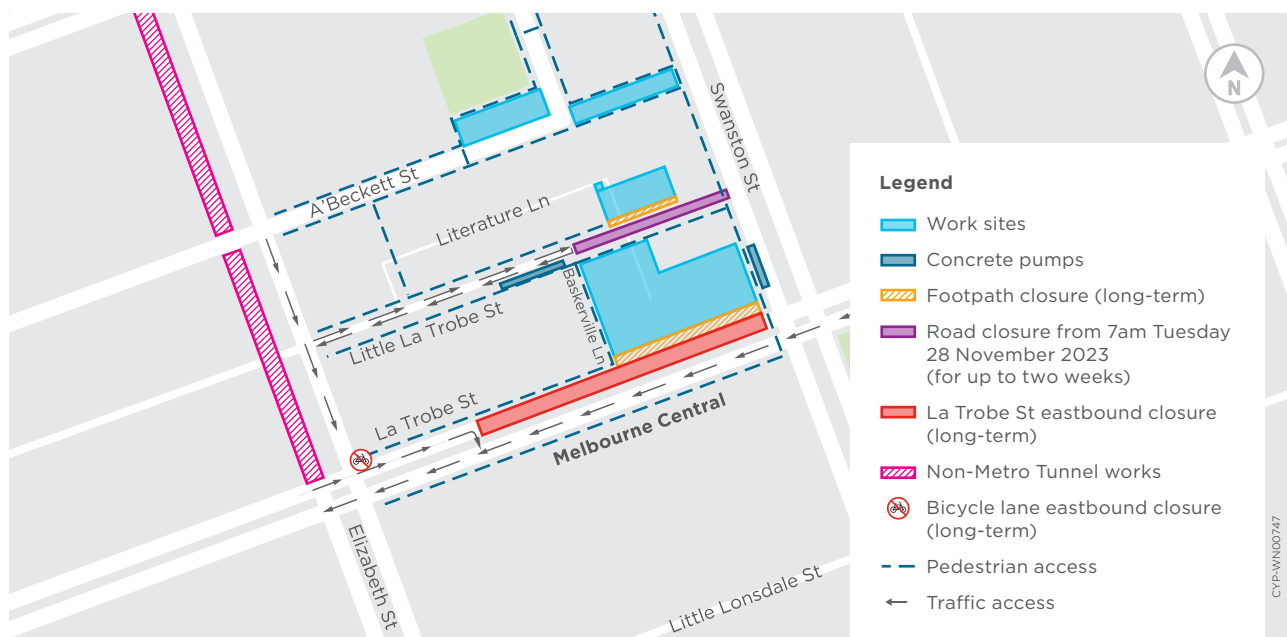 Swanston St
N
A'Beckett St
Literature Ln
Baskerville Ln
Little La Trobe St
La Trobe St
Melbourne Central
Elizabeth St
Little Lonsdale St
Legend
Work sites
Concrete pumps
Footpath closure (long-term)
Road closure from 7am Tuesday
28 November 2023
(for up to two weeks)
La Trobe St eastbound closure
(long-term)
Non-Metro Tunnel works
Bicycle lane eastbound closure
(long-term)
Pedestrian access
Traffic access
CYP-WN00747